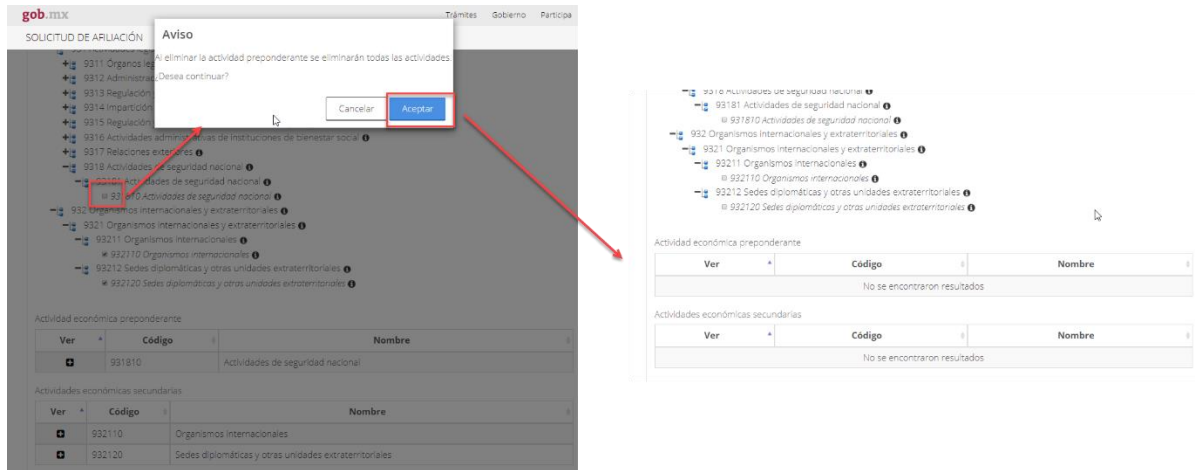 gob.mx
Trámites Gobierno Participa
SOLICITUD DE AFILIACIÓN
Aviso
Al eliminar la actividad preponderante se eliminarán todas las actividades.
¿Desea continuar?
Cancelar Aceptar
9311 Órganos leg
9312 Administrac
9313 Regulación
9314 Impartición
9315 Regulación
9316 Actividades administrativas de instituciones de bienestar social
9317 Relaciones exteriores
9318 Actividades de seguridad nacional
93181 Actividades de seguridad nacional
931810 Actividades de seguridad nacional
932 Organismos internacionales y extraterritoriales
9321 Organismos internacionales y extraterritoriales
93211 Organismos internacionales
932110 Organismos internacionales
93212 Sedes diplomáticas y otras unidades extraterritoriales
932120 Sedes diplomáticas y otras unidades extraterritoriales
Actividad económica preponderante
Ver Código Nombre
931810 Actividades de seguridad nacional
Actividades económicas secundarias
Ver Código Nombre
932110 Organismos internacionales
932120 Sedes diplomáticas y otras unidades extraterritoriales
9318 Actividades de seguridad nacional
93181 Actividades de seguridad nacional
931810 Actividades de seguridad nacional
932 Organismos internacionales y extraterritoriales
9321 Organismos internacionales y extraterritoriales
93211 Organismos internacionales
932110 Organismos internacionales
93212 Sedes diplomáticas y otras unidades extraterritoriales
932120 Sedes diplomáticas y otras unidades extraterritoriales
Actividad económica preponderante
Ver Código Nombre
No se encontraron resultados
Actividades económicas secundarias
Ver Código Nombre
No se encontraron resultados